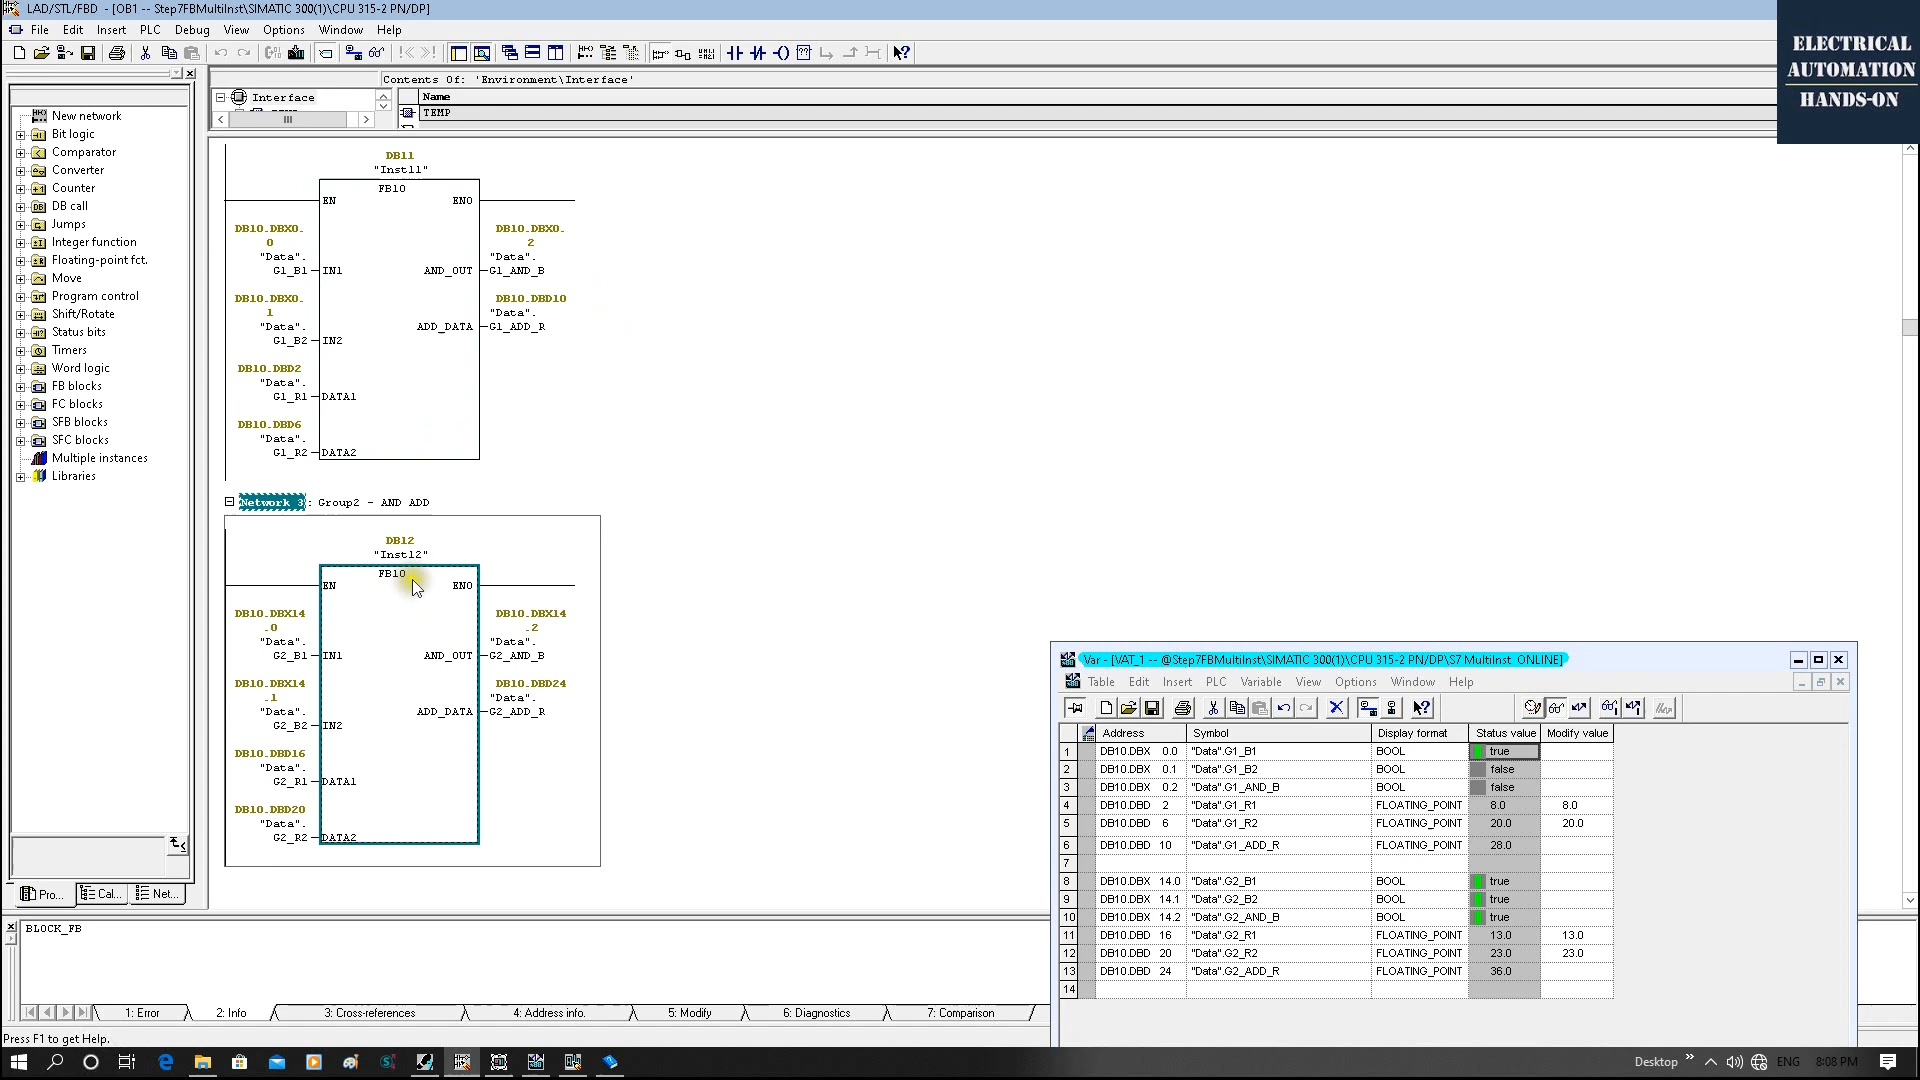 LAD/STL/FBD - [OB1 -- Step7FBMultiInst\SIMATIC 300(1)\CPU 315-2 PN/DP]
File Edit Insert PLC Debug View Options Window Help
ELECTRICAL
AUTOMATION
HANDS-ON
Contents Of: 'Environment\Interface'
Interface
Name
TEMP
New network
Bit logic
Comparator
Converter
Counter
DB call
Jumps
Integer function
Floating-point fct.
Move
Program control
Shift/Rotate
Status bits
Timers
Word logic
FB blocks
FC blocks
SFB blocks
SFC blocks
Multiple instances
Libraries
Pro... Cal... Net...
DB11
"Inst11"
FB10
EN ENO
DB10.DBX0. DB10.DBX0.
0 2
"Data". "Data".
G1_B1 IN1 AND_OUT G1_AND_B
DB10.DBX0. DB10.DBD10
1 "Data".
"Data". ADD_DATA G1_ADD_R
G1_B2 IN2
DB10.DBD2
"Data".
G1_R1 DATA1
DB10.DBD6
"Data".
G1_R2 DATA2
Network 3: Group2 - AND ADD
DB12
"Inst12"
FB10
EN ENO
DB10.DBX14 DB10.DBX14
.0 .2
"Data". "Data".
G2_B1 IN1 AND_OUT G2_AND_B
DB10.DBX14 DB10.DBD24
.1 "Data".
"Data". ADD_DATA G2_ADD_R
G2_B2 IN2
DB10.DBD16
"Data".
G2_R1 DATA1
DB10.DBD20
"Data".
G2_R2 DATA2
Var - [VAT_1 -- @Step7FBMultiInst\SIMATIC 300(1)\CPU 315-2 PN/DP\S7 MultiInst ONLINE]
Table Edit Insert PLC Variable View Options Window Help
Address Symbol Display format Status value Modify value
1 DB10.DBX 0.0 "Data".G1_B1 BOOL true
2 DB10.DBX 0.1 "Data".G1_B2 BOOL false
3 DB10.DBX 0.2 "Data".G1_AND_B BOOL false
4 DB10.DBD 2 "Data".G1_R1 FLOATING_POINT 8.0 8.0
5 DB10.DBD 6 "Data".G1_R2 FLOATING_POINT 20.0 20.0
6 DB10.DBD 10 "Data".G1_ADD_R FLOATING_POINT 28.0
7
8 DB10.DBX 14.0 "Data".G2_B1 BOOL true
9 DB10.DBX 14.1 "Data".G2_B2 BOOL true
10 DB10.DBX 14.2 "Data".G2_AND_B BOOL true
11 DB10.DBD 16 "Data".G2_R1 FLOATING_POINT 13.0 13.0
12 DB10.DBD 20 "Data".G2_R2 FLOATING_POINT 23.0 23.0
13 DB10.DBD 24 "Data".G2_ADD_R FLOATING_POINT 36.0
14
BLOCK_FB
1: Error 2: Info 3: Cross-references 4: Address info. 5: Modify 6: Diagnostics 7: Comparison
Press F1 to get Help.
Desktop ENG 8:08 PM